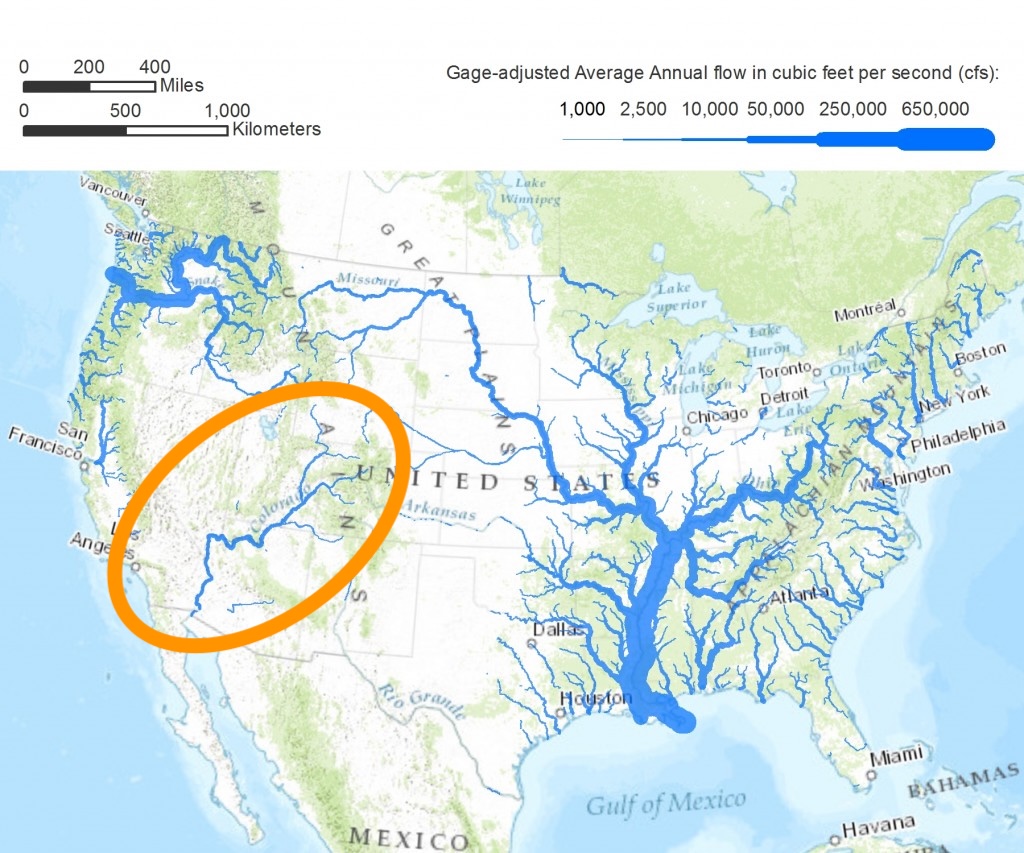 0 200 400
Miles
0 500 1,000
Kilometers
Gage-adjusted Average Annual flow in cubic feet per second (cfs):
1,000 2,500 10,000 50,000 250,000 650,000
Vancouver
Seattle
Snake
Missouri
GREAT PLAINS
Lake
Winnipeg
Lake
Superior
Lake
Huron
Lake
Michigan
Lake
Ontario
Lake
Erie
Montréal
Toronto
Detroit
Chicago
Boston
New York
Philadelphia
Washington
San
Francisco
Los
Angeles
Colorado
UNITED STATES
Arkansas
Ohio
APPALACHIAN MOUNTAINS
Atlanta
Dallas
Houston
Rio Grande
Gulf of Mexico
Miami
BAHAMAS
Havana
MEXICO